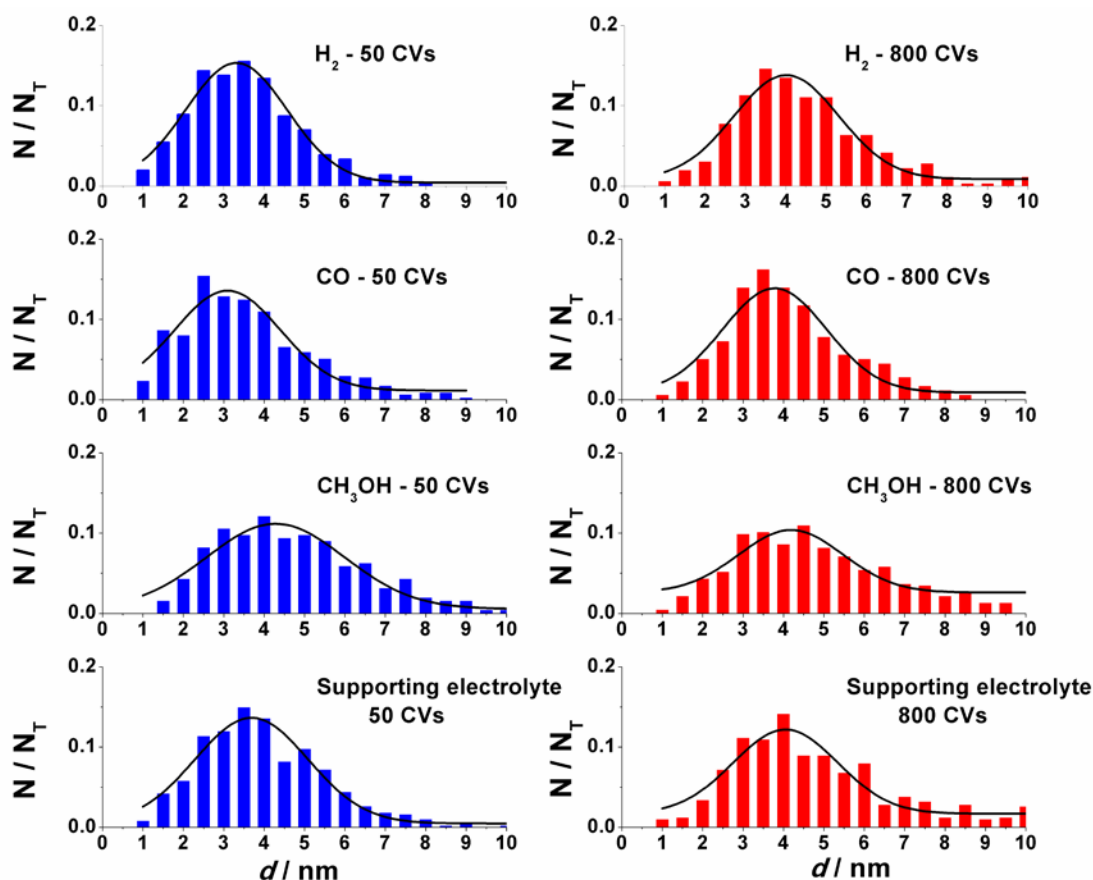 0.2
H₂ - 50 CVs
N / N_T
0.1
0.0
0 1 2 3 4 5 6 7 8 9 10
0.2
H₂ - 800 CVs
N / N_T
0.1
0.0
0 1 2 3 4 5 6 7 8 9 10
0.2
CO - 50 CVs
N / N_T
0.1
0.0
0 1 2 3 4 5 6 7 8 9 10
0.2
CO - 800 CVs
N / N_T
0.1
0.0
0 1 2 3 4 5 6 7 8 9 10
0.2
CH₃OH - 50 CVs
N / N_T
0.1
0.0
0 1 2 3 4 5 6 7 8 9 10
0.2
CH₃OH - 800 CVs
N / N_T
0.1
0.0
0 1 2 3 4 5 6 7 8 9 10
0.2
Supporting electrolyte
50 CVs
N / N_T
0.1
0.0
0 1 2 3 4 5 6 7 8 9 10
d / nm
0.2
Supporting electrolyte
800 CVs
N / N_T
0.1
0.0
0 1 2 3 4 5 6 7 8 9 10
d / nm